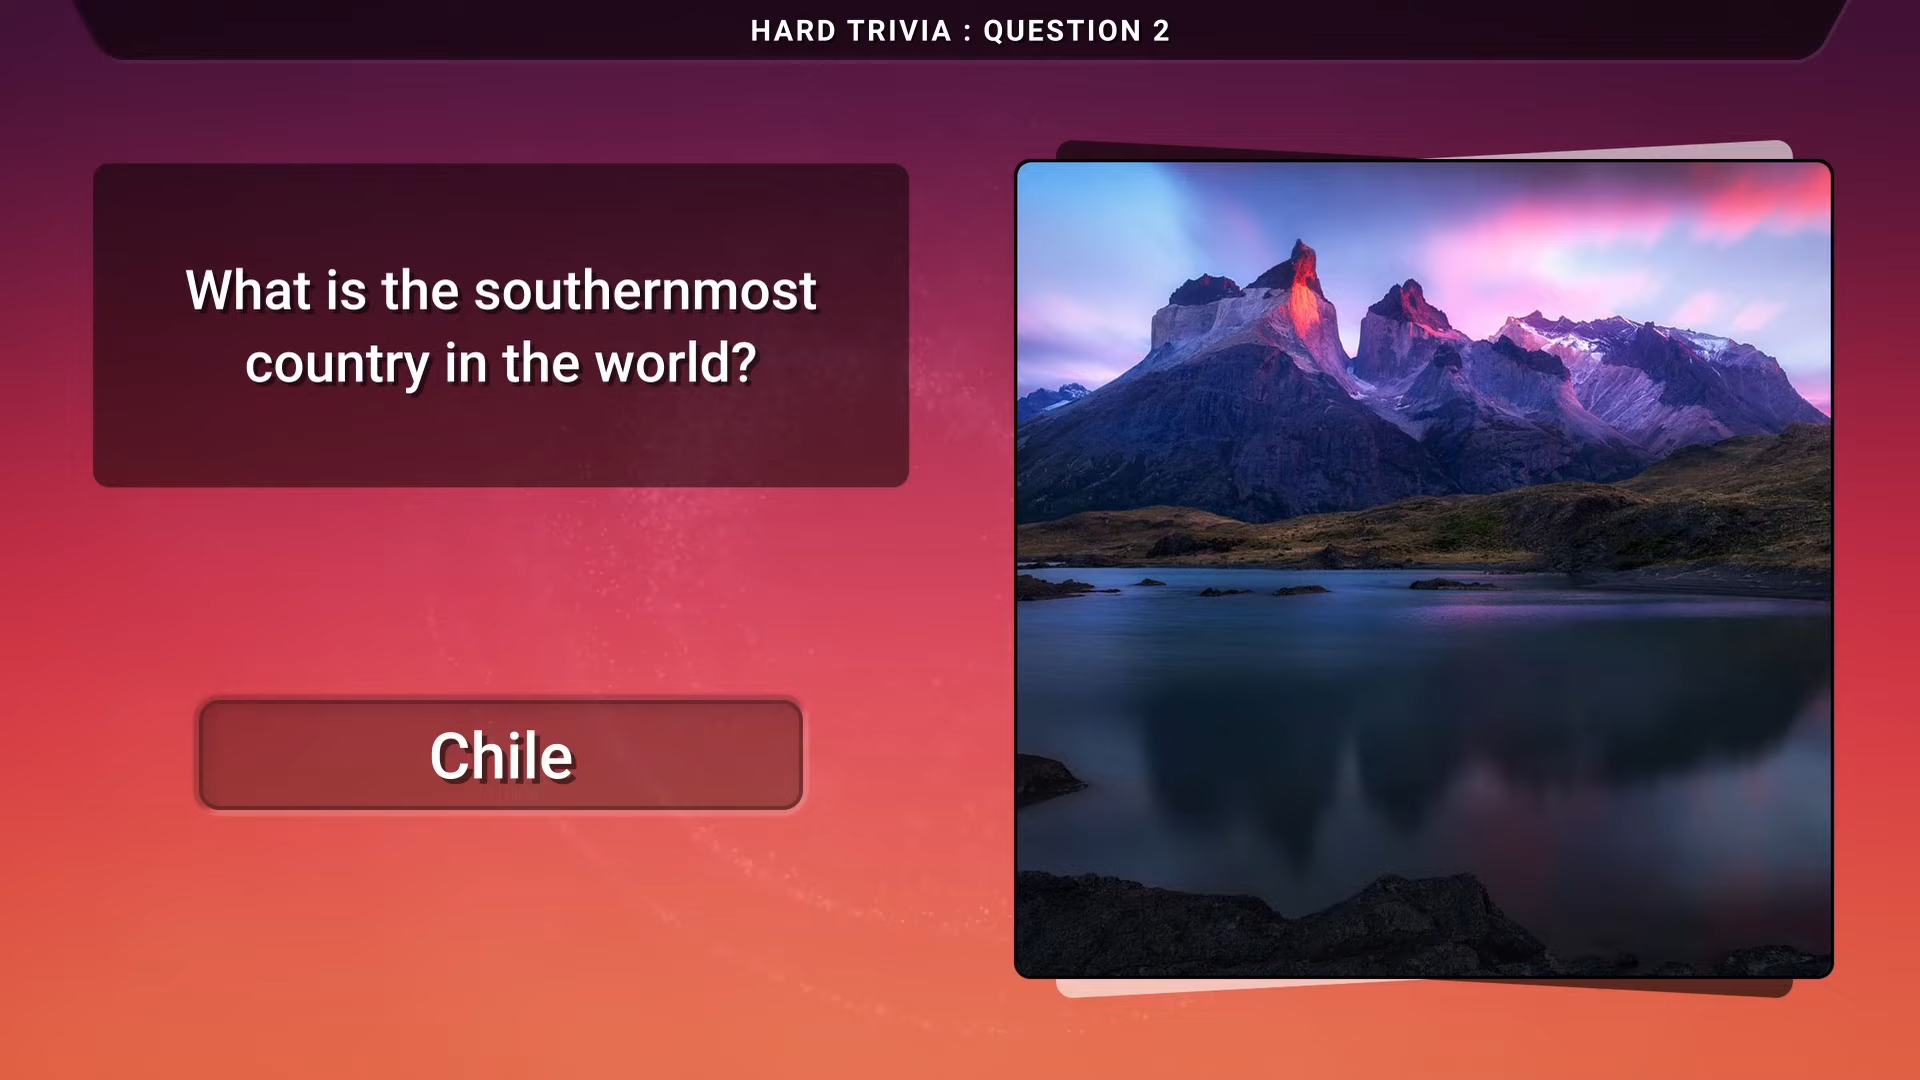 HARD TRIVIA : QUESTION 2
What is the southernmost
country in the world?
Chile